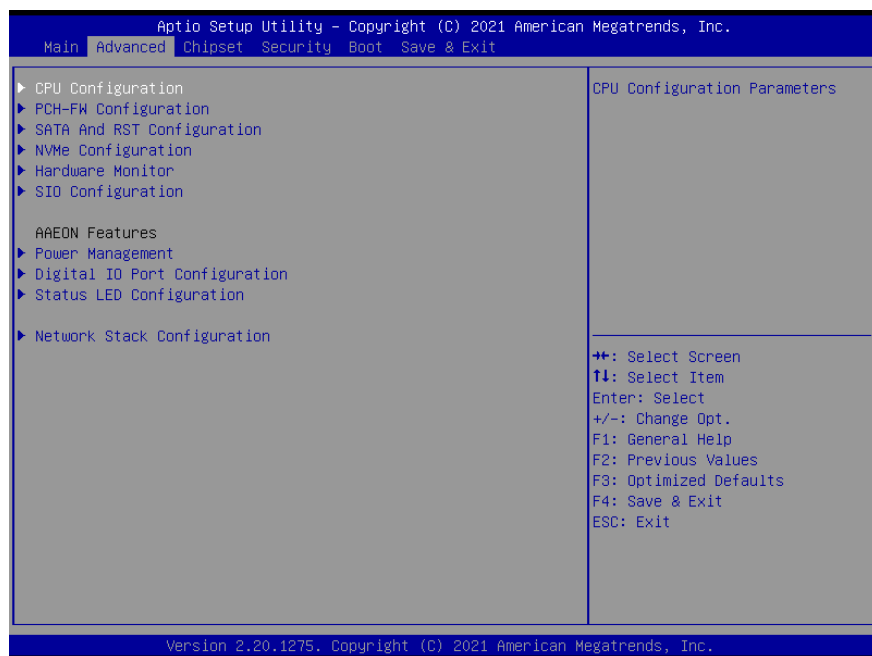 Aptio Setup Utility – Copyright (C) 2021 American Megatrends, Inc.
Main Advanced Chipset Security Boot Save & Exit
CPU Configuration
PCH-FW Configuration
SATA And RST Configuration
NVMe Configuration
Hardware Monitor
SIO Configuration
AAEON Features
Power Management
Digital IO Port Configuration
Status LED Configuration
Network Stack Configuration
CPU Configuration Parameters
→←: Select Screen
↑↓: Select Item
Enter: Select
+/-: Change Opt.
F1: General Help
F2: Previous Values
F3: Optimized Defaults
F4: Save & Exit
ESC: Exit
Version 2.20.1275. Copyright (C) 2021 American Megatrends, Inc.